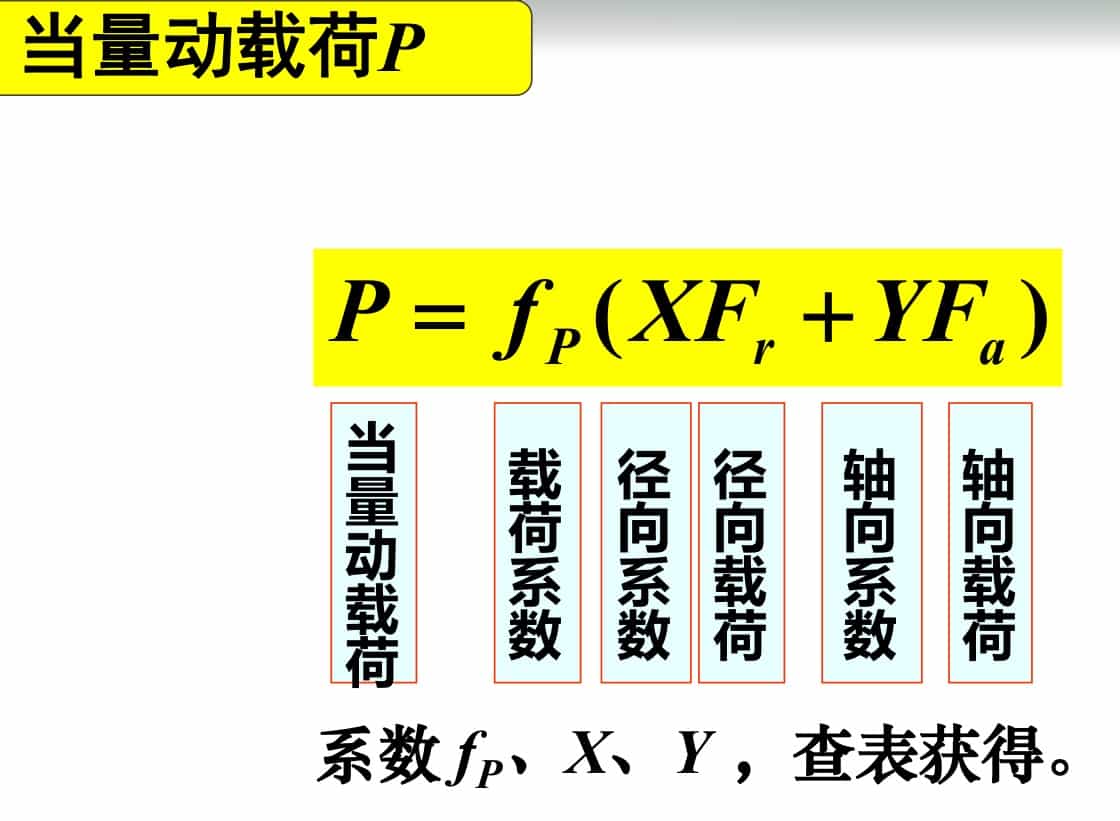 当量动载荷P
P = f_P(XF_r + YF_a)
当量动载荷
载荷系数
径向系数
径向载荷
轴向系数
轴向载荷
系数 f_P、X、Y ，查表获得。